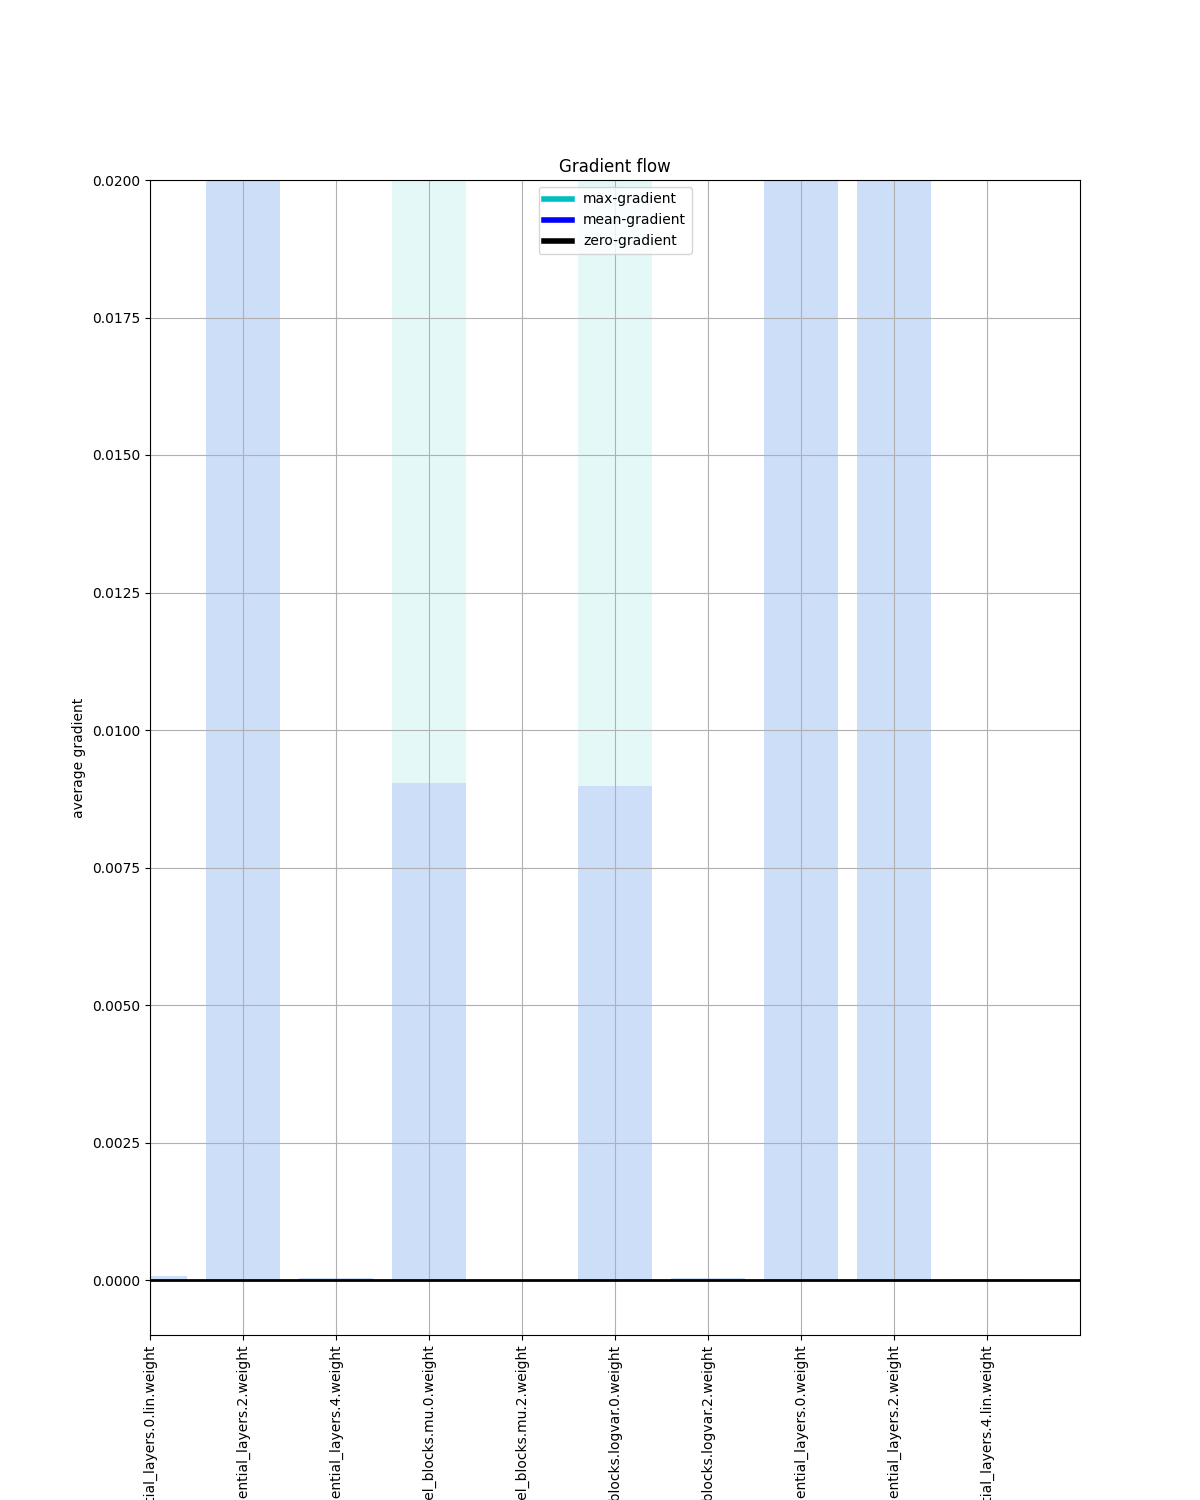 Gradient flow
max-gradient
mean-gradient
zero-gradient
0.0200
0.0175
0.0150
0.0125
0.0100
0.0075
0.0050
0.0025
0.0000
average gradient
tial_layers.0.lin.weight
ential_layers.2.weight
ential_layers.4.weight
el_blocks.mu.0.weight
el_blocks.mu.2.weight
blocks.logvar.0.weight
blocks.logvar.2.weight
ential_layers.0.weight
ential_layers.2.weight
tial_layers.4.lin.weight